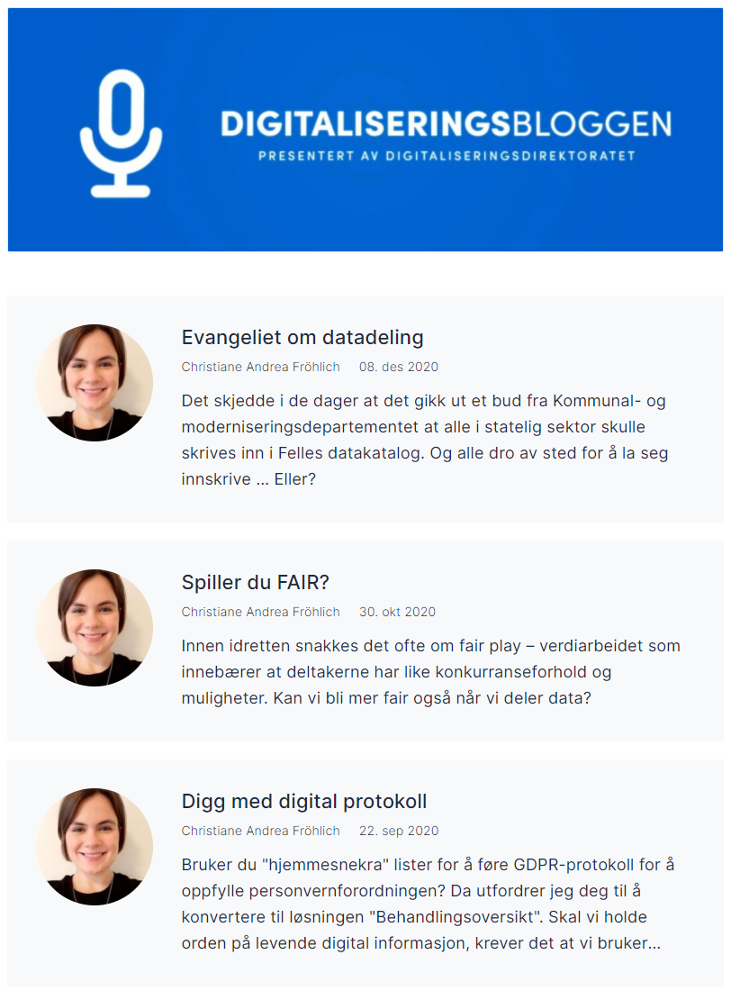 DIGITALISERINGSBLOGGEN
PRESENTERT AV DIGITALISERINGSDIREKTORATET
Evangeliet om datadeling
Christiane Andrea Fröhlich 08. des 2020
Det skjedde i de dager at det gikk ut et bud fra Kommunal- og
moderniseringsdepartementet at alle i statelig sektor skulle
skrives inn i Felles datakatalog. Og alle dro av sted for å la seg
innskrive ... Eller?
Spiller du FAIR?
Christiane Andrea Fröhlich 30. okt 2020
Innen idretten snakkes det ofte om fair play – verdiarbeidet som
innebærer at deltakerne har like konkurranseforhold og
muligheter. Kan vi bli mer fair også når vi deler data?
Digg med digital protokoll
Christiane Andrea Fröhlich 22. sep 2020
Bruker du "hjemmesnekra" lister for å føre GDPR-protokoll for å
oppfylle personvernforordningen? Da utfordrer jeg deg til å
konvertere til løsningen "Behandlingsoversikt". Skal vi holde
orden på levende digital informasjon, krever det at vi bruker...